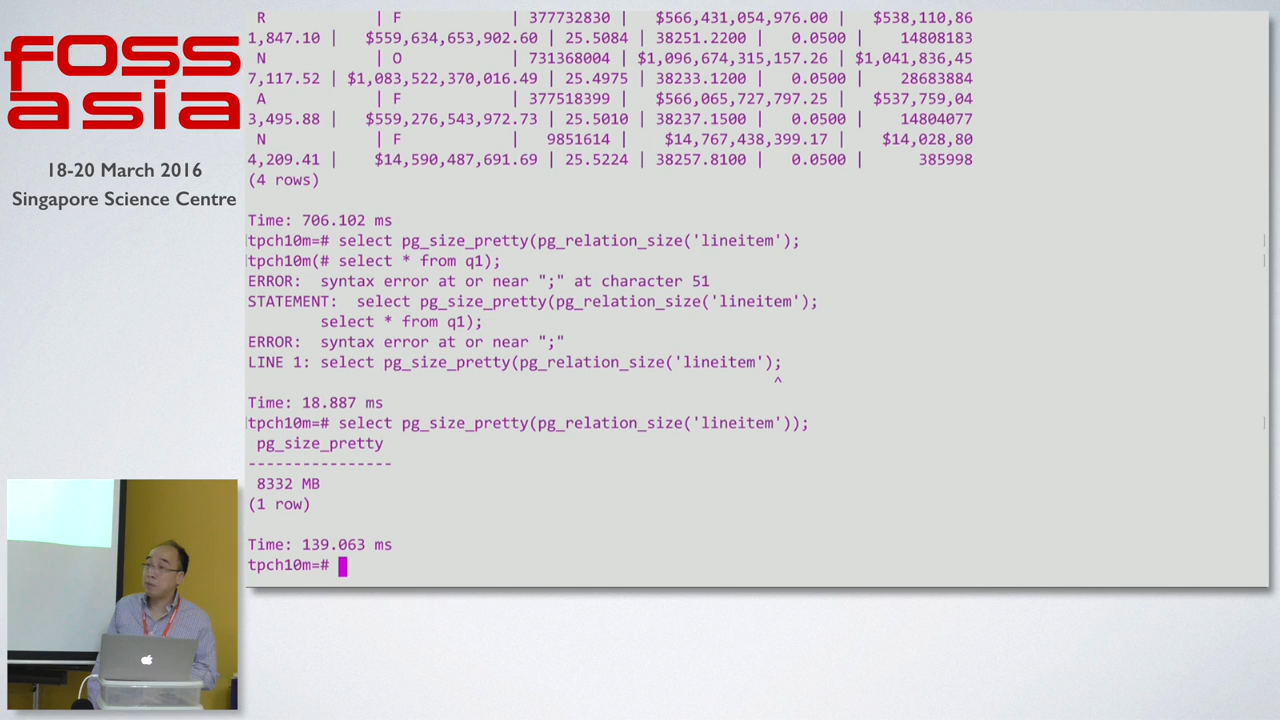 fOSS
asia
18-20 March 2016
Singapore Science Centre
R | F | 377732830 | $566,431,054,976.00 | $538,110,86
1,847.10 | $559,634,653,902.60 | 25.5084 | 38251.2200 | 0.0500 | 14808183
N | O | 731368004 | $1,096,674,315,157.26 | $1,041,836,45
7,117.52 | $1,083,522,370,016.49 | 25.4975 | 38233.1200 | 0.0500 | 28683884
A | F | 377518399 | $566,065,727,797.25 | $537,759,04
3,495.88 | $559,276,543,972.73 | 25.5010 | 38237.1500 | 0.0500 | 14804077
N | F | 9851614 | $14,767,438,399.17 | $14,028,80
4,209.41 | $14,590,487,691.69 | 25.5224 | 38257.8100 | 0.0500 | 385998
(4 rows)
Time: 706.102 ms
tpch10m=# select pg_size_pretty(pg_relation_size('lineitem');
tpch10m(# select * from q1);
ERROR:  syntax error at or near ";" at character 51
STATEMENT:  select pg_size_pretty(pg_relation_size('lineitem');
select * from q1);
ERROR:  syntax error at or near ";"
LINE 1: select pg_size_pretty(pg_relation_size('lineitem');
^
Time: 18.887 ms
tpch10m=# select pg_size_pretty(pg_relation_size('lineitem'));
pg_size_pretty
----------------
8332 MB
(1 row)
Time: 139.063 ms
tpch10m=#